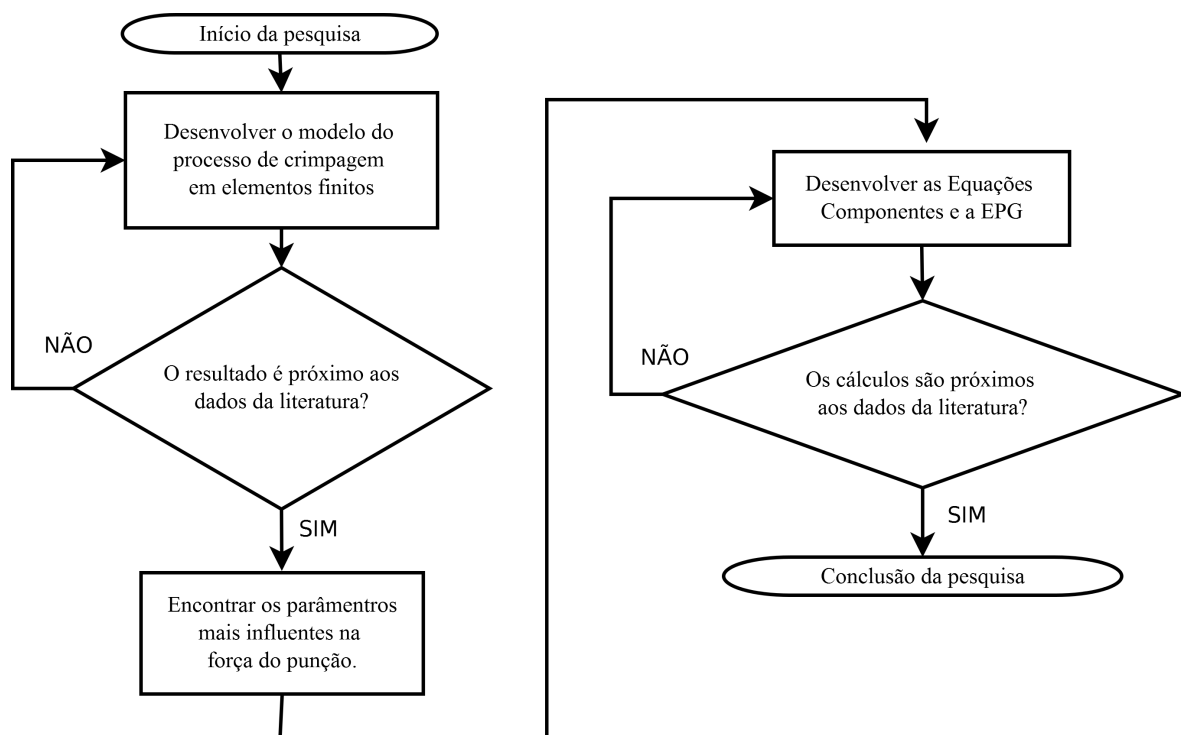 Início da pesquisa
Desenvolver o modelo do
processo de crimpagem
em elementos finitos
NÃO
O resultado é próximo aos
dados da literatura?
SIM
Encontrar os parâmentros
mais influentes na
força do punção.
Desenvolver as Equações
Componentes e a EPG
NÃO
Os cálculos são próximos
aos dados da literatura?
SIM
Conclusão da pesquisa